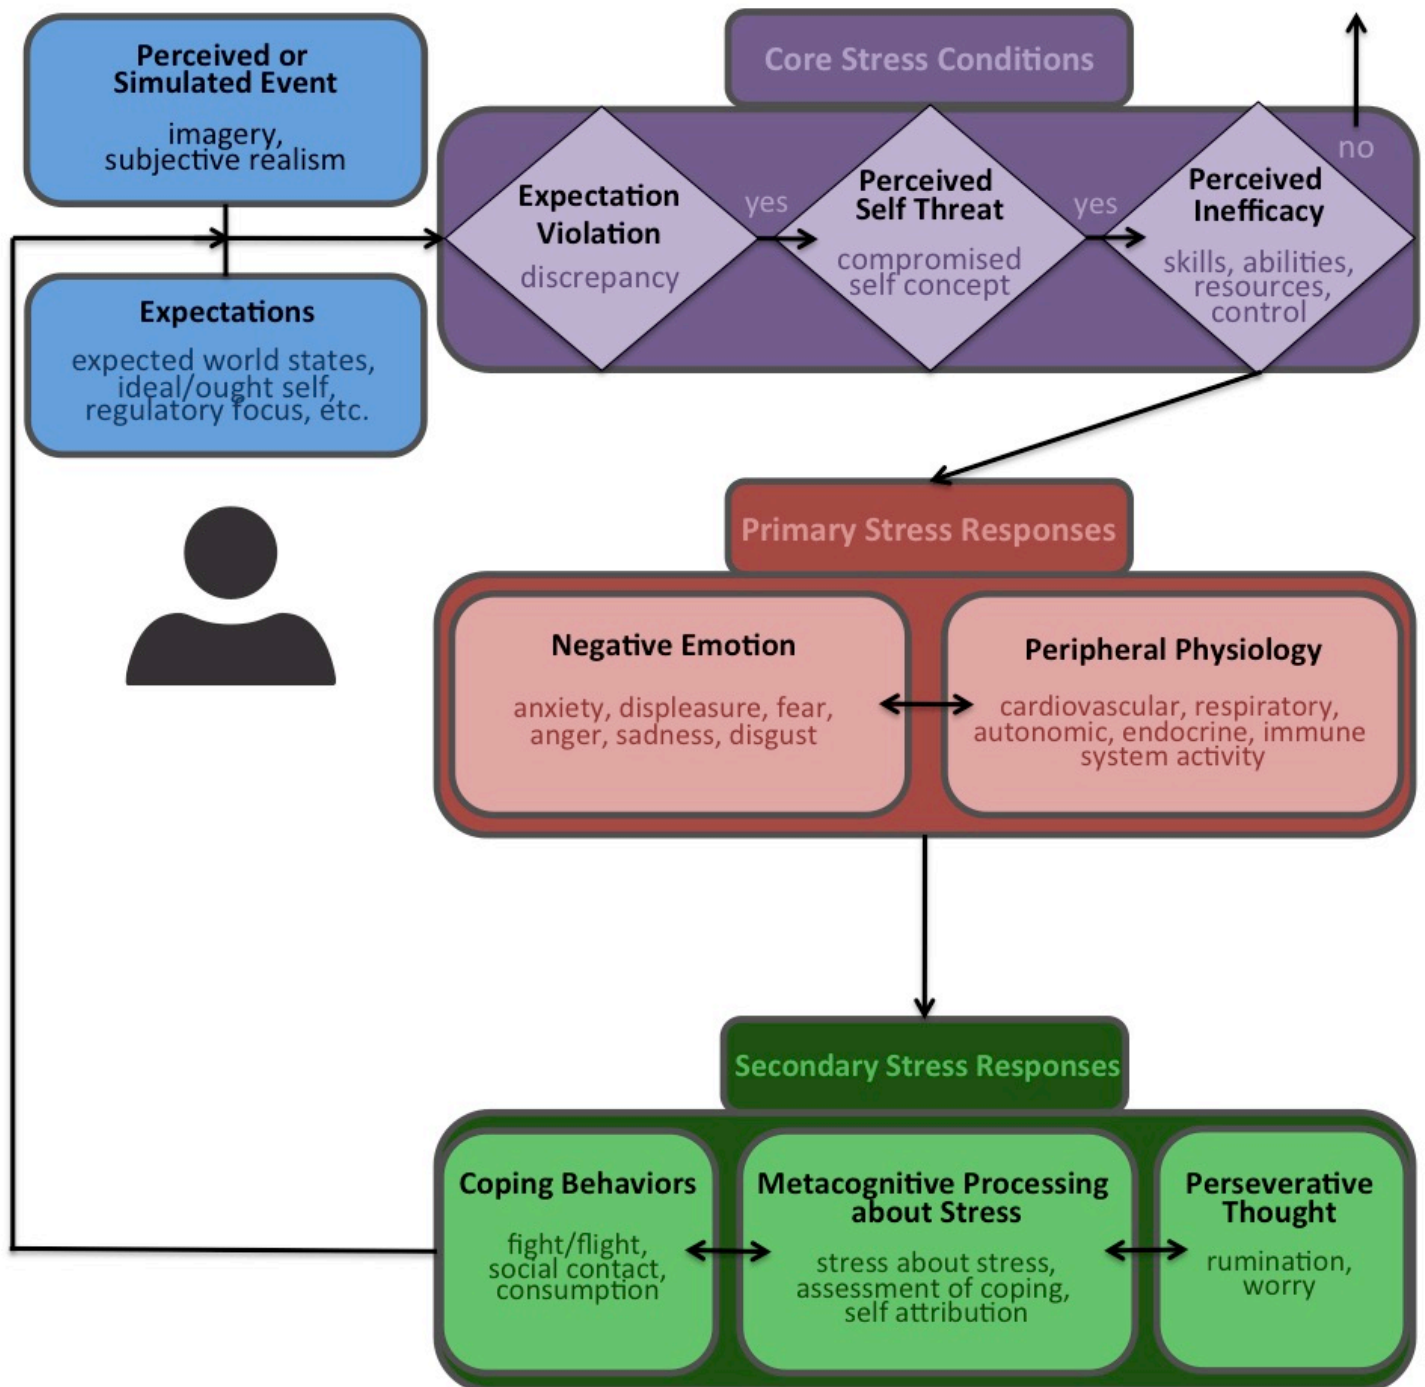 Perceived or
Simulated Event
imagery,
subjective realism
Expectations
expected world states,
ideal/ought self,
regulatory focus, etc.
Core Stress Conditions
Expectation
Violation
discrepancy
yes
Perceived
Self Threat
compromised
self concept
yes
Perceived
Inefficacy
skills, abilities,
resources,
control
no
Primary Stress Responses
Negative Emotion
anxiety, displeasure, fear,
anger, sadness, disgust
Peripheral Physiology
cardiovascular, respiratory,
autonomic, endocrine, immune
system activity
Secondary Stress Responses
Coping Behaviors
fight/flight,
social contact,
consumption
Metacognitive Processing
about Stress
stress about stress,
assessment of coping,
self attribution
Perseverative
Thought
rumination,
worry